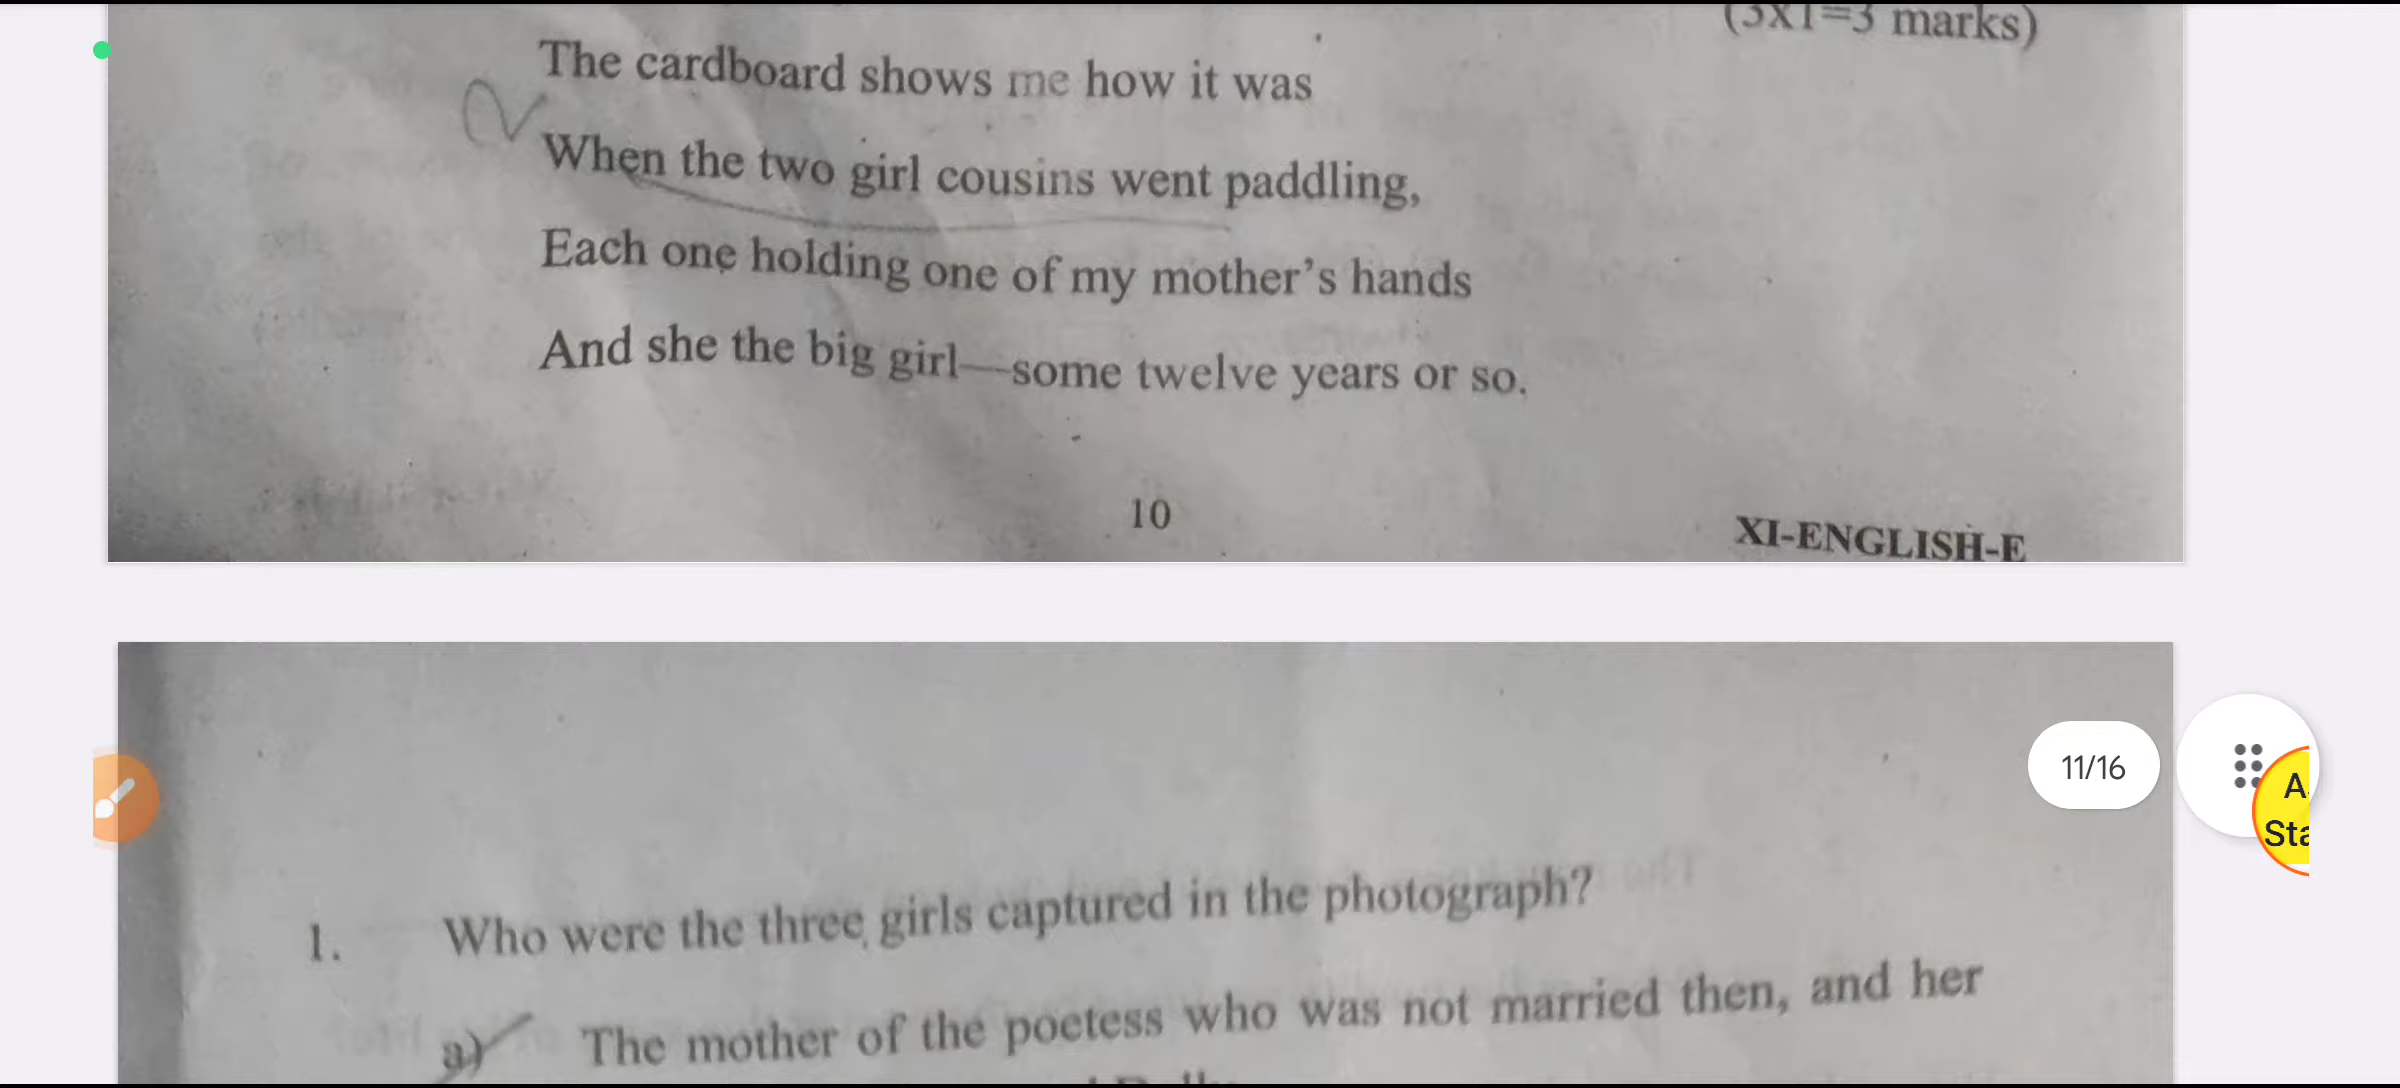 (3x1=3 marks)
The cardboard shows me how it was
When the two girl cousins went paddling,
Each one holding one of my mother's hands
And she the big girl—some twelve years or so.
10
XI-ENGLISH-E
11/16
A
Sta
1. Who were the three girls captured in the photograph?
a) The mother of the poetess who was not married then, and her